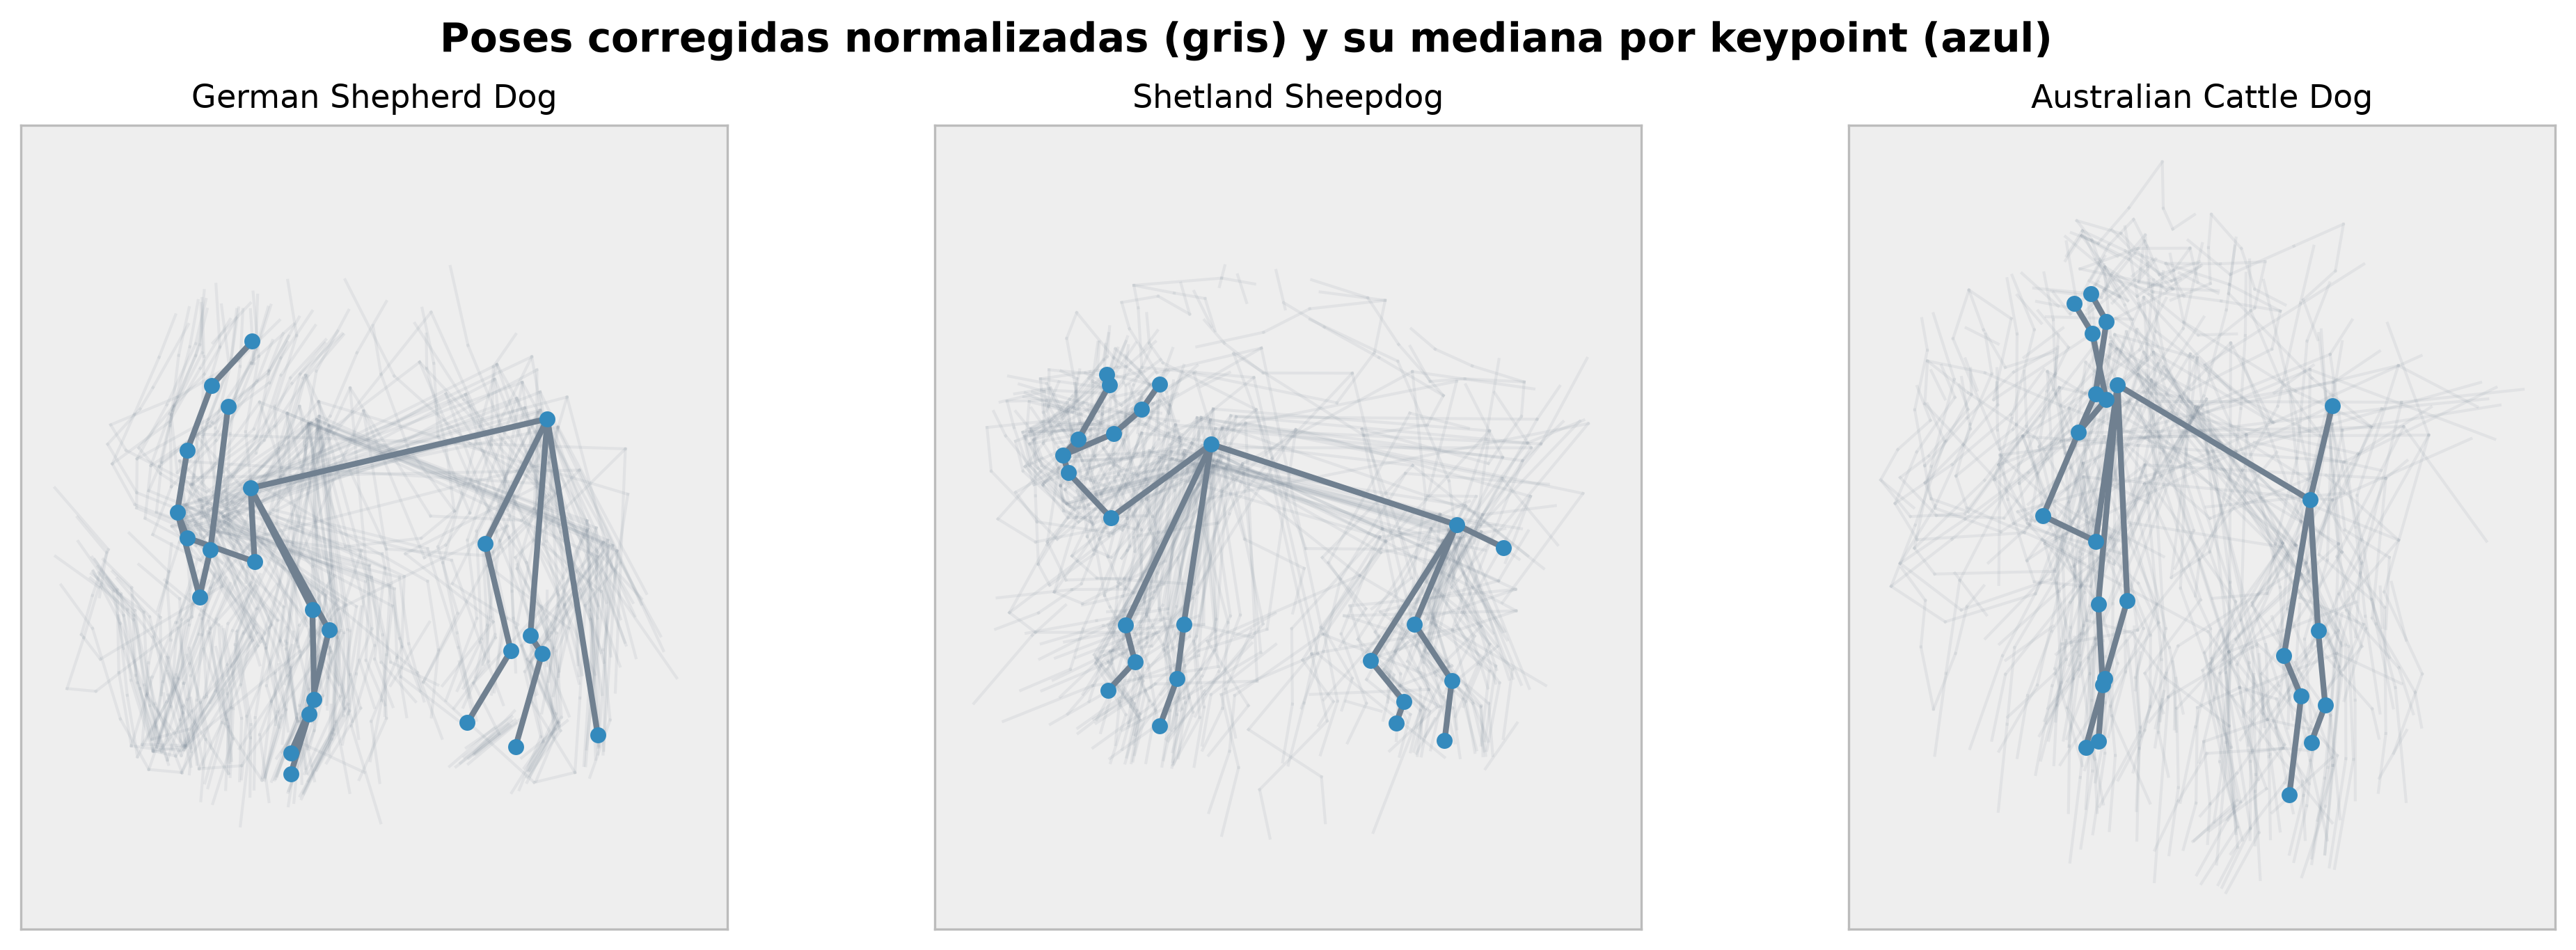 Poses corregidas normalizadas (gris) y su mediana por keypoint (azul)
German Shepherd Dog
Shetland Sheepdog
Australian Cattle Dog